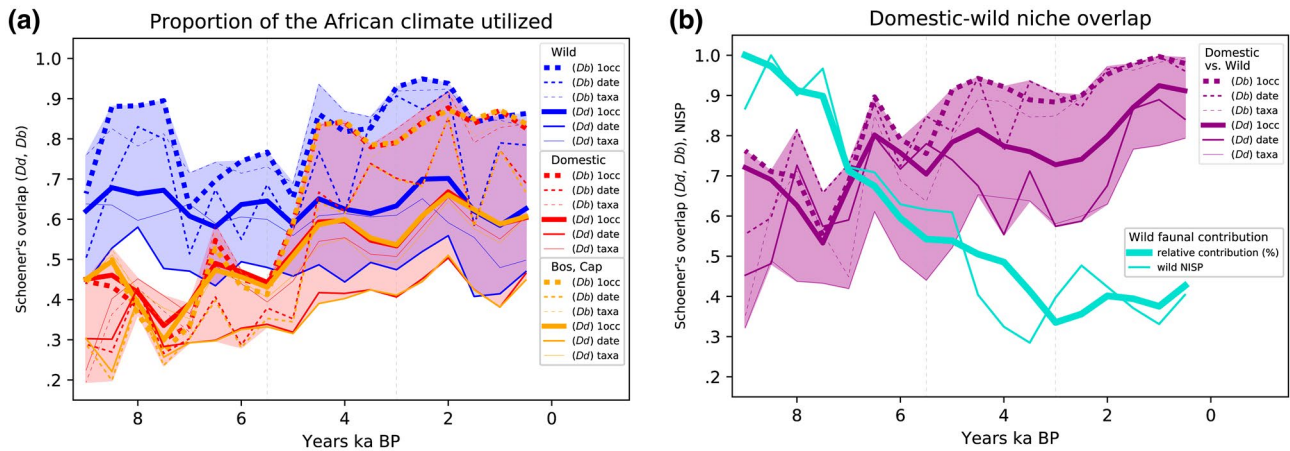 (a)
Proportion of the African climate utilized
Schoener's overlap (Dd, Db)
1.0
.9
.8
.7
.6
.5
.4
.3
.2
8
6
4
2
0
Years ka BP
Wild
(Db) 1occ
(Db) date
(Db) taxa
(Dd) 1occ
(Dd) date
(Dd) taxa
Domestic
(Db) 1occ
(Db) date
(Db) taxa
(Dd) 1occ
(Dd) date
(Dd) taxa
Bos, Cap
(Db) 1occ
(Db) date
(Db) taxa
(Dd) 1occ
(Dd) date
(Dd) taxa
(b)
Domestic-wild niche overlap
Schoener's overlap (Dd, Db), NISP
1.0
.9
.8
.7
.6
.5
.4
.3
.2
8
6
4
2
0
Years ka BP
Domestic
vs. Wild
(Db) 1occ
(Db) date
(Db) taxa
(Dd) 1occ
(Dd) date
(Dd) taxa
Wild faunal contribution
relative contribution (%)
wild NISP